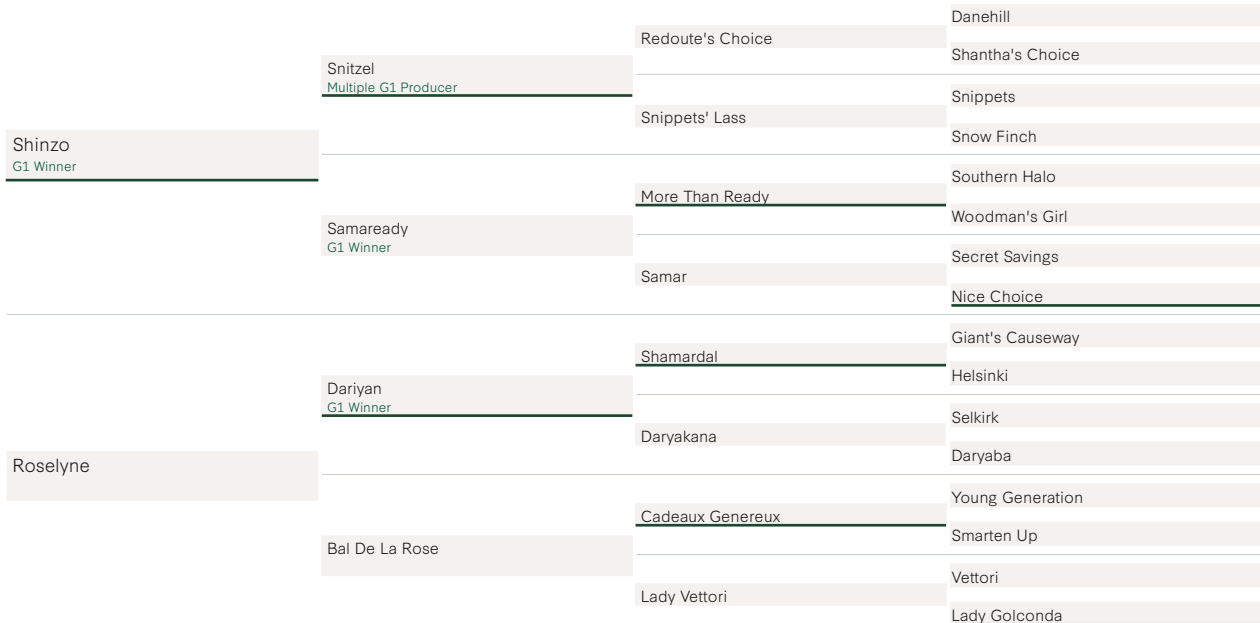 Danehill
Redoute's Choice
Shantha's Choice
Snitzel
Multiple G1 Producer
Snippets
Snippets' Lass
Snow Finch
Shinzo
G1 Winner
Southern Halo
More Than Ready
Woodman's Girl
Samaready
G1 Winner
Secret Savings
Samar
Nice Choice
Giant's Causeway
Shamardal
Helsinki
Dariyan
G1 Winner
Selkirk
Daryakana
Daryaba
Roselyne
Young Generation
Cadeaux Genereux
Smarten Up
Bal De La Rose
Vettori
Lady Vettori
Lady Golconda